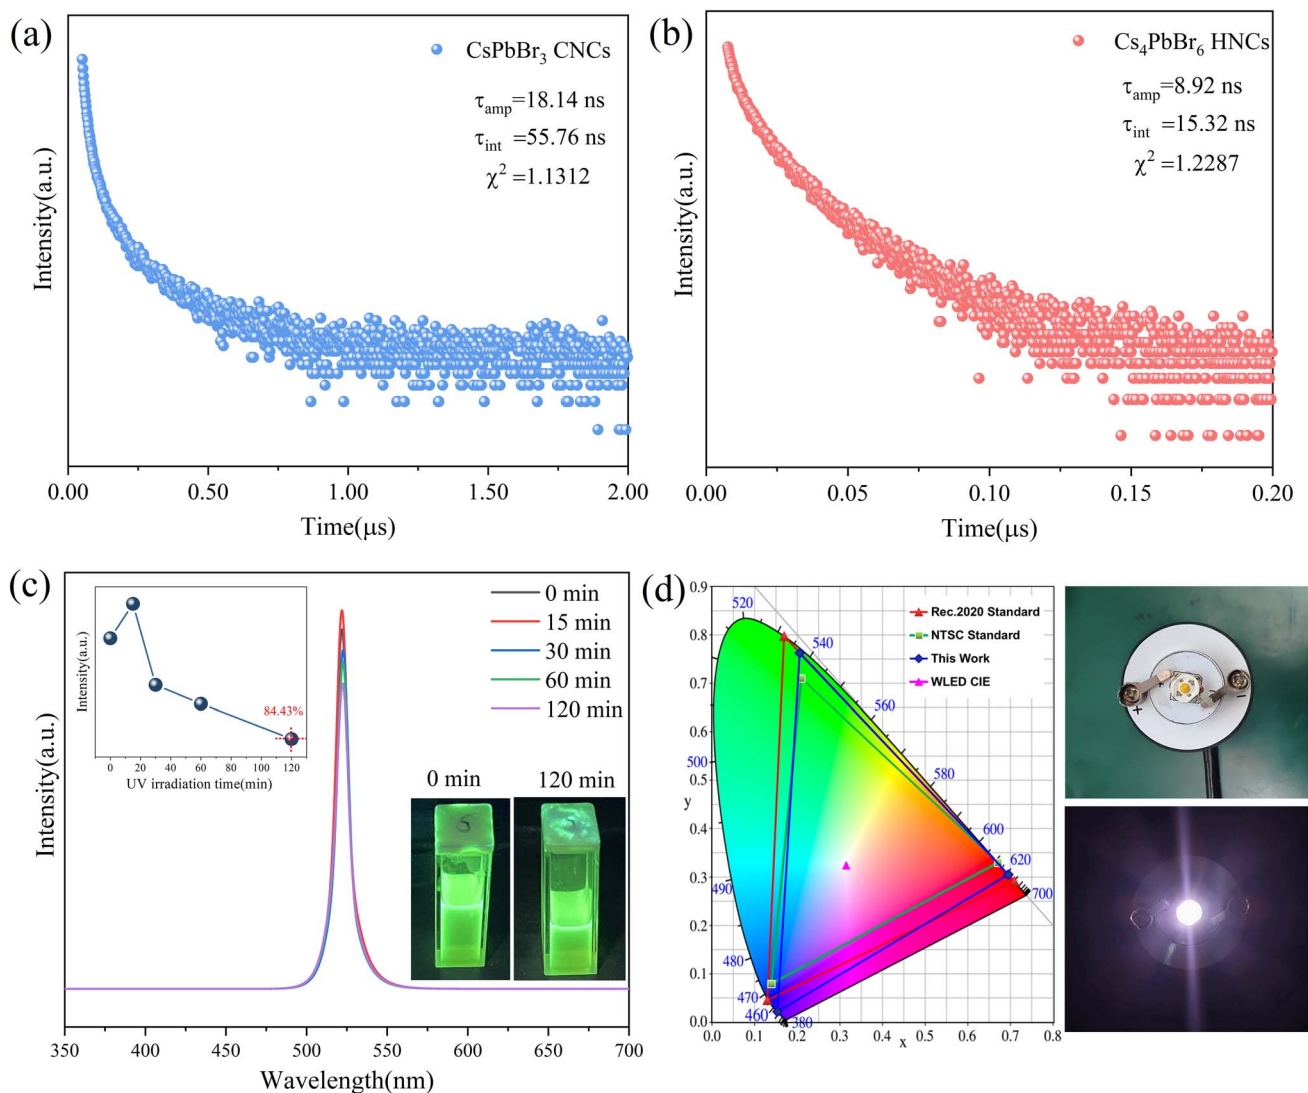 (a)
CsPbBr₃ CNCs
τamp=18.14 ns
τint =55.76 ns
χ² =1.1312
Intensity(a.u.)
0.00 0.50 1.00 1.50 2.00
Time(μs)
(b)
Cs₄PbBr₆ HNCs
τamp=8.92 ns
τint =15.32 ns
χ² =1.2287
Intensity(a.u.)
0.00 0.05 0.10 0.15 0.20
Time(μs)
(c)
0 min
15 min
30 min
60 min
120 min
Intensity(a.u.)
84.43%
0 20 40 60 80 100 120
UV irradiation time(min)
0 min 120 min
Intensity(a.u.)
350 400 450 500 550 600 650 700
Wavelength(nm)
(d)
Rec.2020 Standard
NTSC Standard
This Work
WLED CIE
0.9
0.8
0.7
0.6
0.5
y
0.4
0.3
0.2
0.1
0.0
0.0 0.1 0.2 0.3 0.4 0.5 0.6 0.7 0.8
x
520
540
560
580
600
620
700
500
490
480
470
460
380
+ −
+